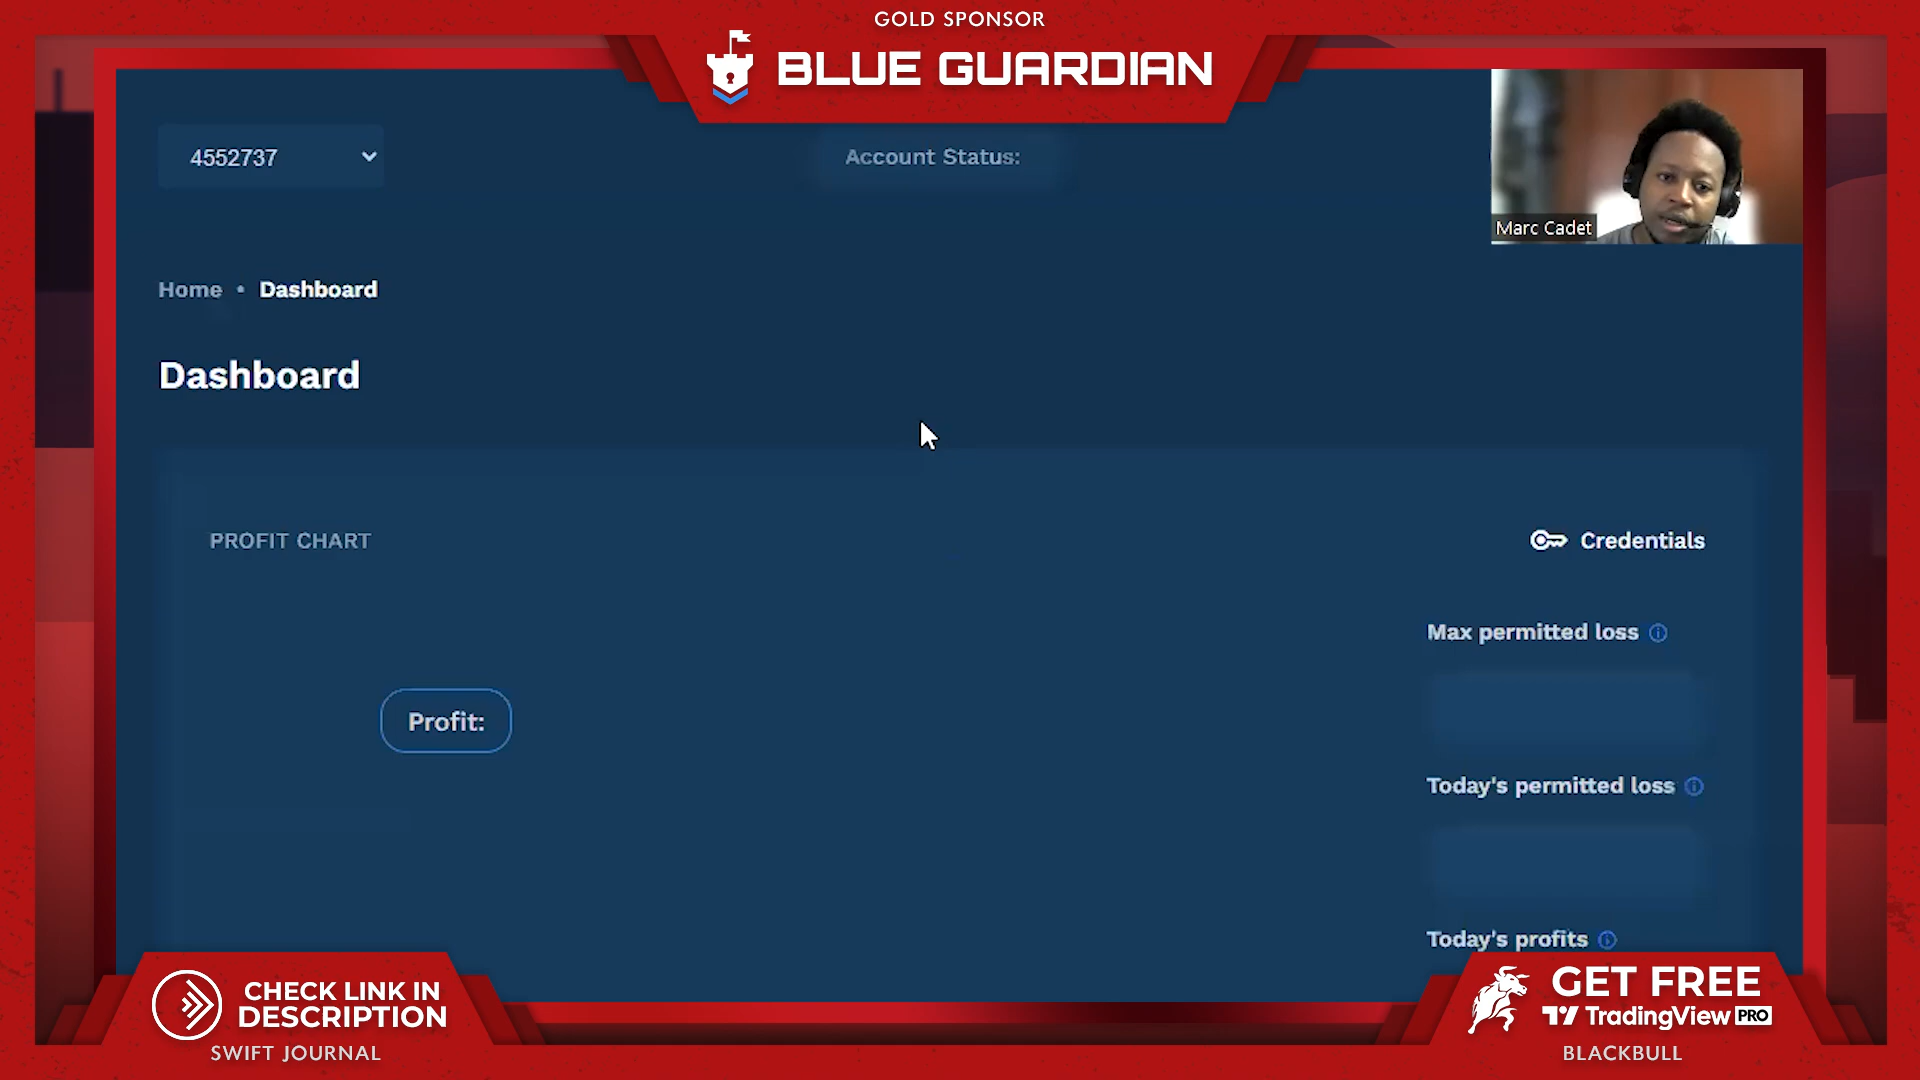 GOLD SPONSOR
BLUE GUARDIAN
4552737
Account Status:
Marc Cadet
Home • Dashboard
Dashboard
PROFIT CHART
Credentials
Max permitted loss
Profit:
Today's permitted loss
Today's profits
CHECK LINK IN
DESCRIPTION
SWIFT JOURNAL
GET FREE
TradingView PRO
BLACKBULL